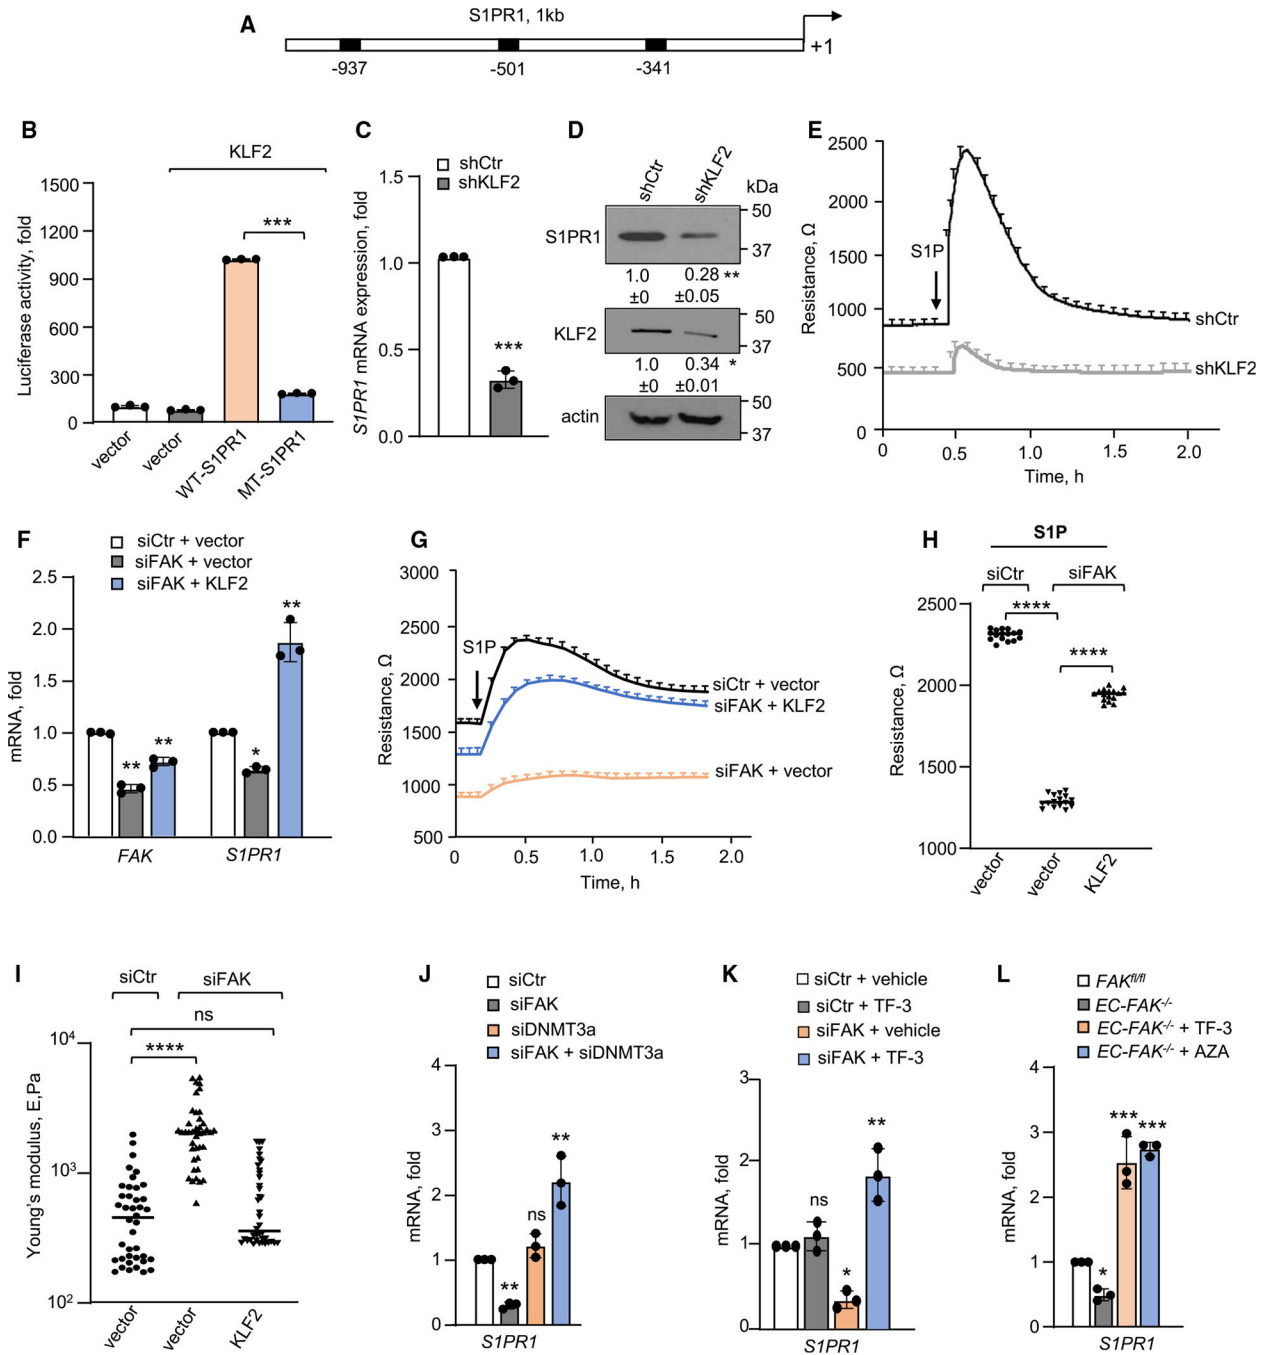 A
S1PR1, 1kb
+1
-937
-501
-341
B
KLF2
Luciferase activity, fold
1500
1200
900
600
300
0
***
vector
vector
WT-S1PR1
MT-S1PR1
C
shCtr
shKLF2
S1PR1 mRNA expression, fold
1.5
1.0
0.5
0.0
***
D
shCtr
shKLF2
kDa
S1PR1
50
37
1.0
0.28 **
±0
±0.05
KLF2
50
37
1.0
0.34 *
±0
±0.01
actin
50
37
E
Resistance, Ω
2500
2000
1500
1000
500
0
S1P
shCtr
shKLF2
0
0.5
1.0
1.5
2.0
Time, h
F
siCtr + vector
siFAK + vector
siFAK + KLF2
mRNA, fold
2.5
2.0
1.5
1.0
0.5
0.0
**
**
*
**
FAK
S1PR1
G
Resistance, Ω
3000
2500
2000
1500
1000
500
S1P
siCtr + vector
siFAK + KLF2
siFAK + vector
0
0.5
1.0
1.5
2.0
Time, h
H
S1P
siCtr
siFAK
Resistance, Ω
2500
2000
1500
1000
****
****
vector
vector
KLF2
I
siCtr
siFAK
ns
****
Young's modulus, E,Pa
10⁴
10³
10²
vector
vector
KLF2
J
siCtr
siFAK
siDNMT3a
siFAK + siDNMT3a
mRNA, fold
4
3
2
1
0
**
ns
**
S1PR1
K
siCtr + vehicle
siCtr + TF-3
siFAK + vehicle
siFAK + TF-3
mRNA, fold
3
2
1
0
ns
*
**
S1PR1
L
FAKfl/fl
EC-FAK-/-
EC-FAK-/- + TF-3
EC-FAK-/- + AZA
mRNA, fold
4
3
2
1
0
*
***
***
S1PR1